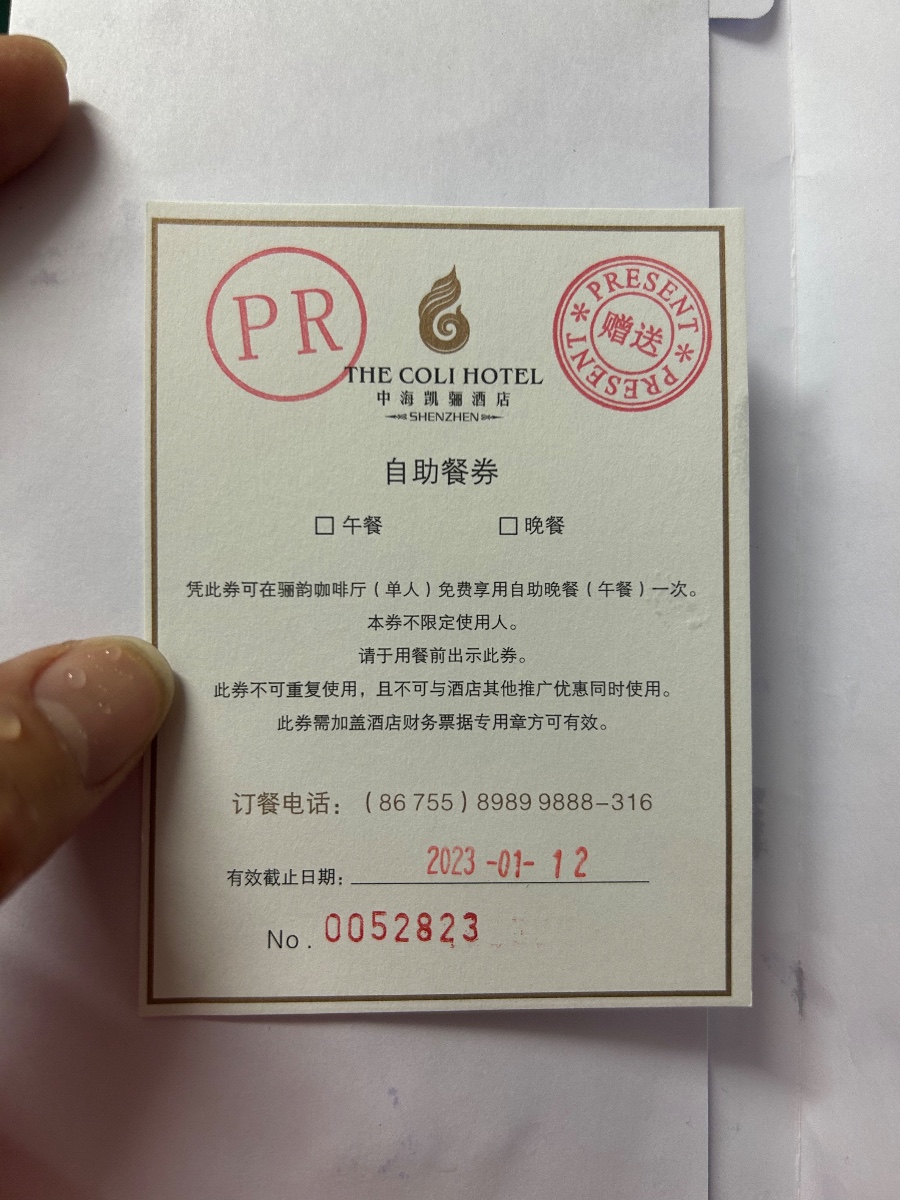 PR
PRESENT * PRESENT *
赠送
THE COLI HOTEL
中海凯骊酒店
SHENZHEN
自助餐券
□ 午餐 □ 晚餐
凭此券可在骊韵咖啡厅（单人）免费享用自助晚餐（午餐）一次。
本券不限定使用人。
请于用餐前出示此券。
此券不可重复使用，且不可与酒店其他推广优惠同时使用。
此券需加盖酒店财务票据专用章方可有效。
订餐电话：（86 755）8989 9888-316
有效截止日期：2023-01-12
No. 0052823